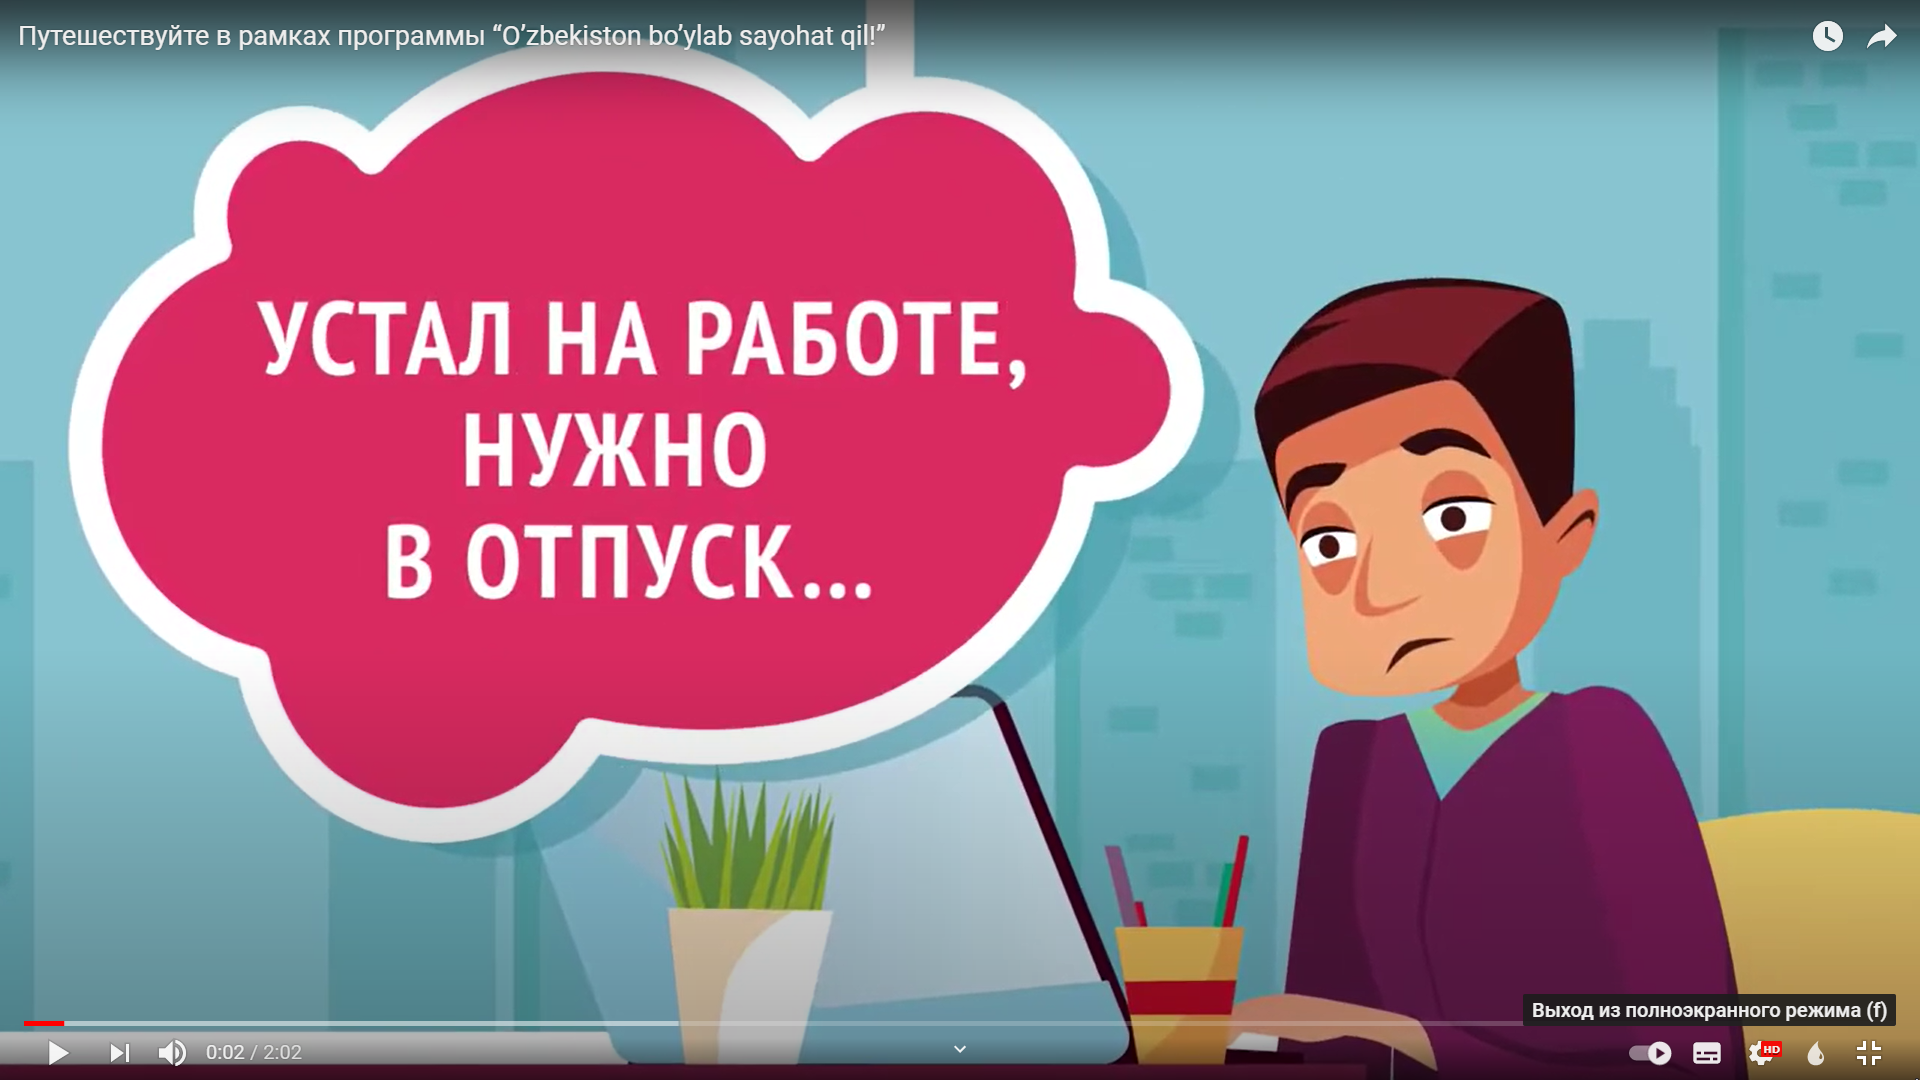 Путешествуйте в рамках программы “O’zbekiston bo’ylab sayohat qil!”
УСТАЛ НА РАБОТЕ,
НУЖНО
В ОТПУСК...
Выход из полноэкранного режима (f)
0:02 / 2:02
HD